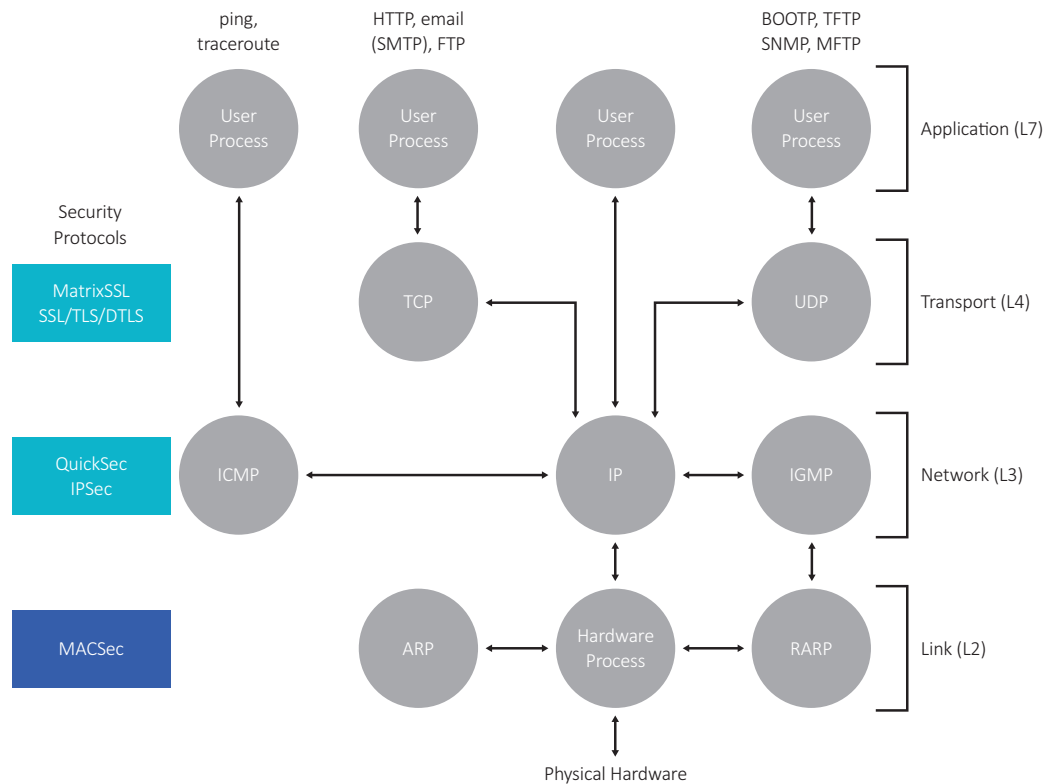 ping,
traceroute
HTTP, email
(SMTP), FTP
BOOTP, TFTP
SNMP, MFTP
User
Process
User
Process
User
Process
User
Process
Application (L7)
Security
Protocols
MatrixSSL
SSL/TLS/DTLS
TCP
UDP
Transport (L4)
QuickSec
IPSec
ICMP
IP
IGMP
Network (L3)
MACSec
ARP
Hardware
Process
RARP
Link (L2)
Physical Hardware